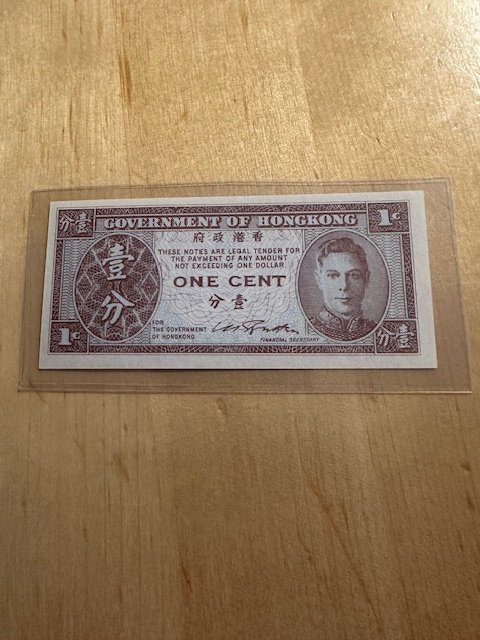 分壹 GOVERNMENT OF HONGKONG 1C
府政港香
THESE NOTES ARE LEGAL TENDER FOR
THE PAYMENT OF ANY AMOUNT
NOT EXCEEDING ONE DOLLAR
壹
分
ONE CENT
分壹
FOR
THE GOVERNMENT
OF HONGKONG.
FINANCIAL SECRETARY
1C
分壹